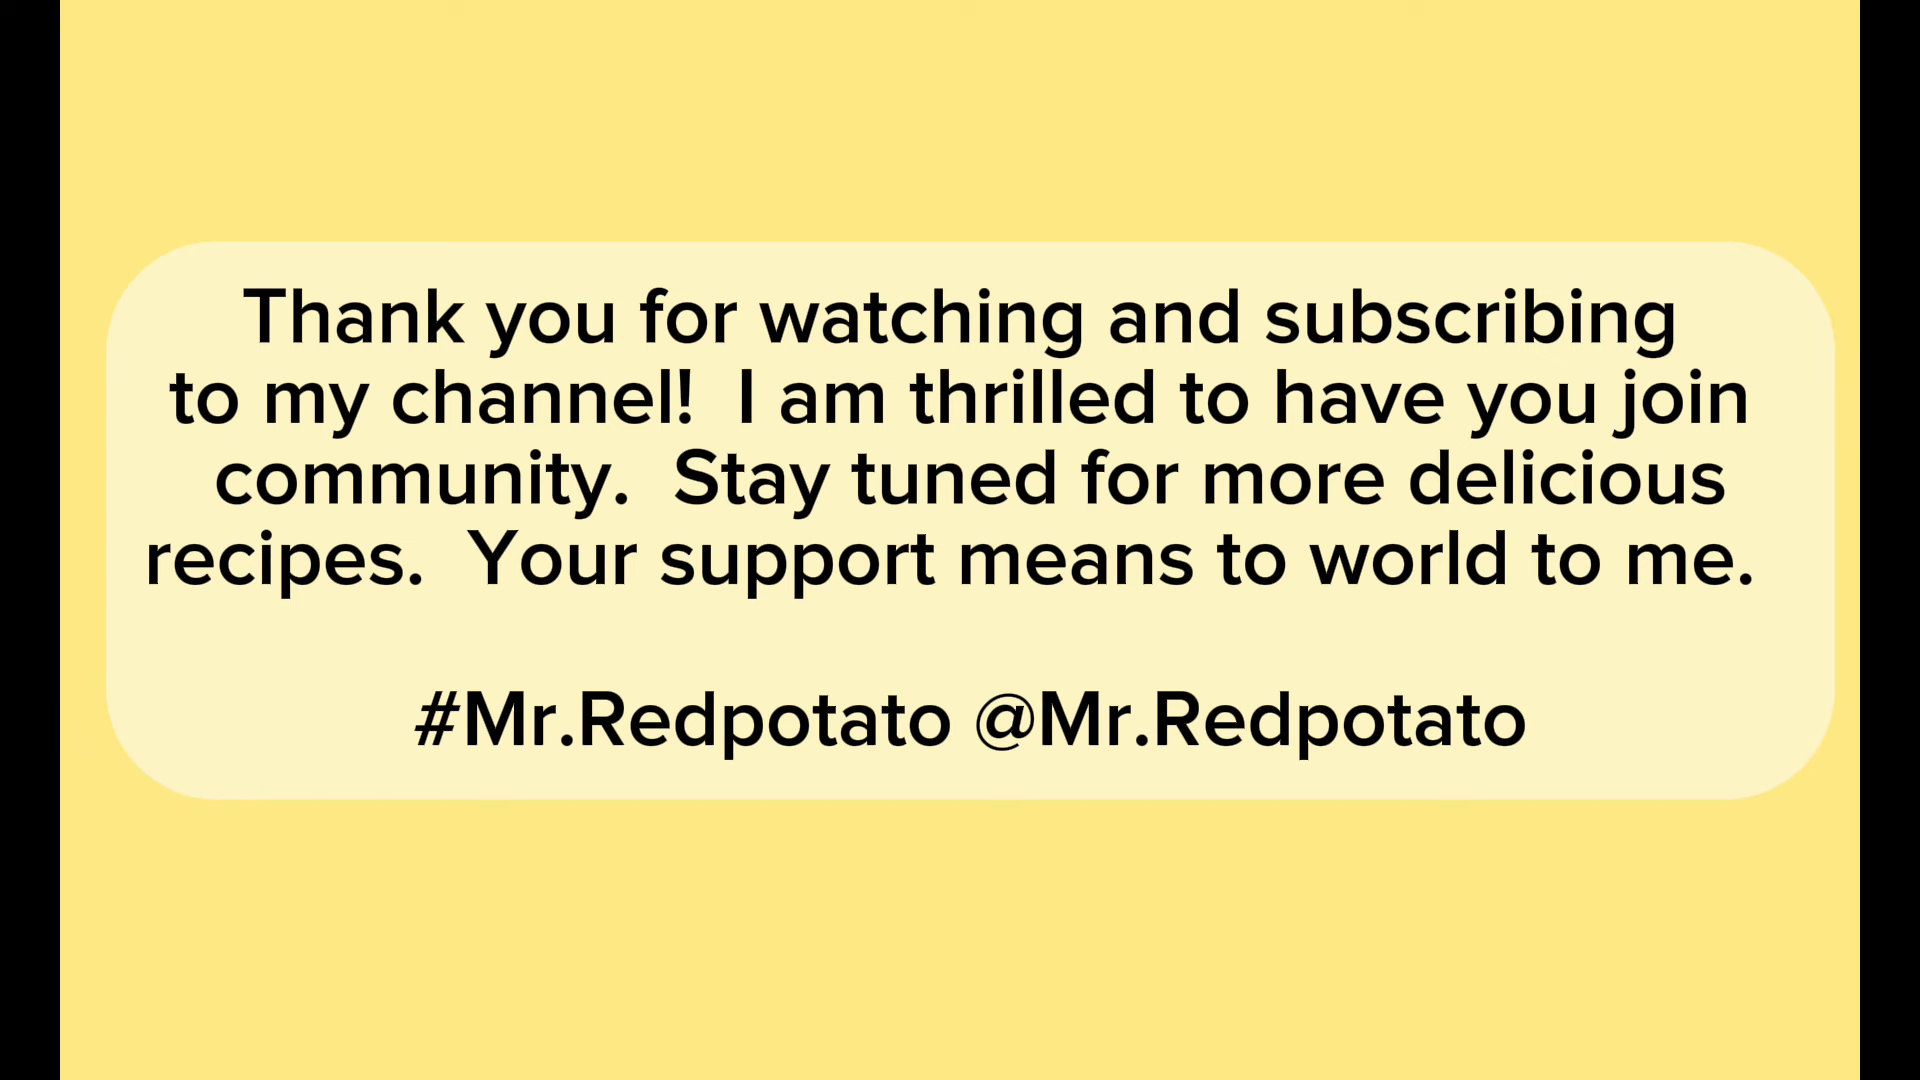 Thank you for watching and subscribing
to my channel!  I am thrilled to have you join
community.  Stay tuned for more delicious
recipes.  Your support means to world to me.
#Mr.Redpotato @Mr.Redpotato